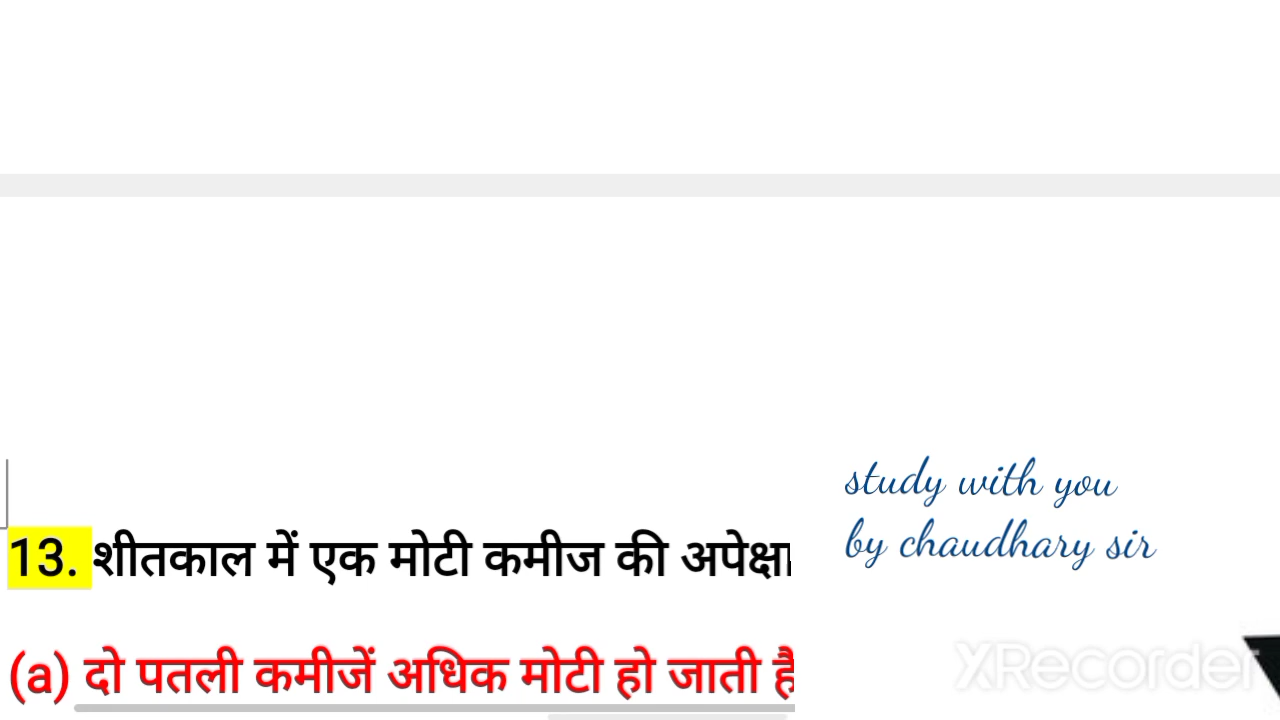 study with you
by chaudhary sir
13. शीतकाल में एक मोटी कमीज की अपेक्षा
(a) दो पतली कमीजें अधिक मोटी हो जाती हैं
XRecorder